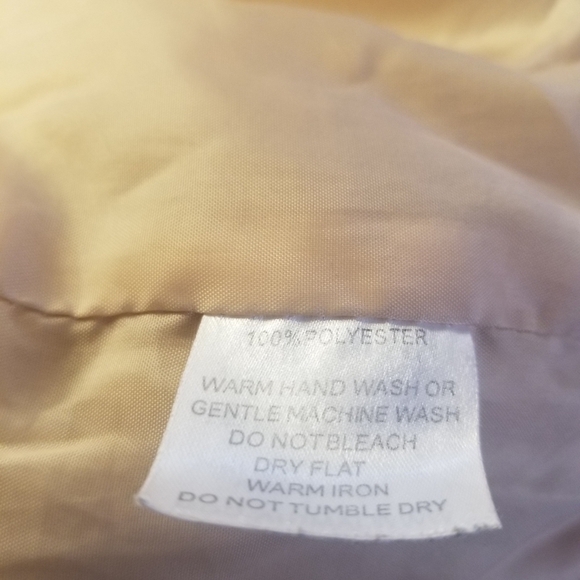 100%POLYESTER
WARM HAND WASH OR
GENTLE MACHINE WASH
DO NOTBLEACH
DRY FLAT
WARM IRON
DO NOT TUMBLE DRY